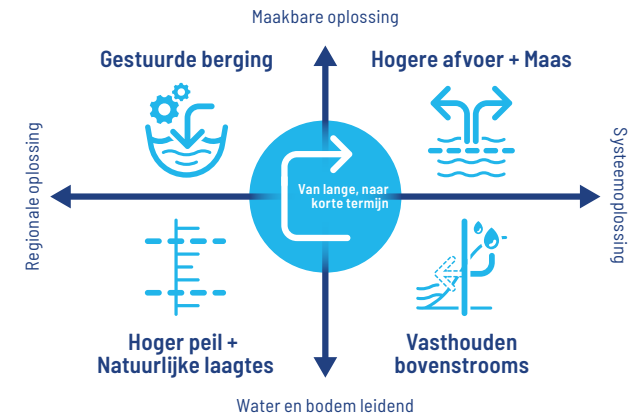 Maakbare oplossing
Gestuurde berging
Hogere afvoer + Maas
Regionale oplossing
Van lange, naar
korte termijn
Systeemoplossing
Hoger peil +
Natuurlijke laagtes
Vasthouden
bovenstrooms
Water en bodem leidend